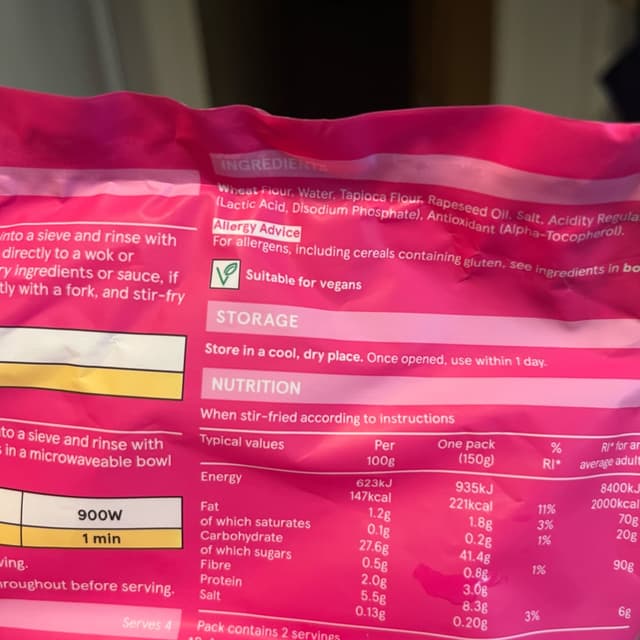 INGREDIENTS
Wheat Flour, Water, Tapioca Flour, Rapeseed Oil, Salt, Acidity
(Lactic Acid, Disodium Phosphate), Antioxidant (Alpha-Tocopherol).
Allergy Advice
For allergens, including cereals containing gluten, see ingredients in
Suitable for vegans
STORAGE
Store in a cool, dry place. Once opened, use within 1 day.
NUTRITION
When stir-fried according to instructions
Typical values Per 100g One pack (150g) % RI* RI* for an average adult
Energy 623kJ 935kJ 8400kJ
147kcal 221kcal 11% 2000kcal
Fat 1.2g 1.8g 3% 70g
of which saturates 0.1g 0.2g 1% 20g
Carbohydrate 27.6g 41.4g
of which sugars 0.5g 0.8g 1% 90g
Fibre 2.0g 3.0g
Protein 5.5g 8.3g
Salt 0.13g 0.20g 3% 6g
Pack contains 2 servings
into a sieve and rinse with
directly to a wok or
ingredients or sauce, if
with a fork, and stir-fry
to a sieve and rinse with
in a microwaveable bowl
900W
1 min
before serving.
Serves 4